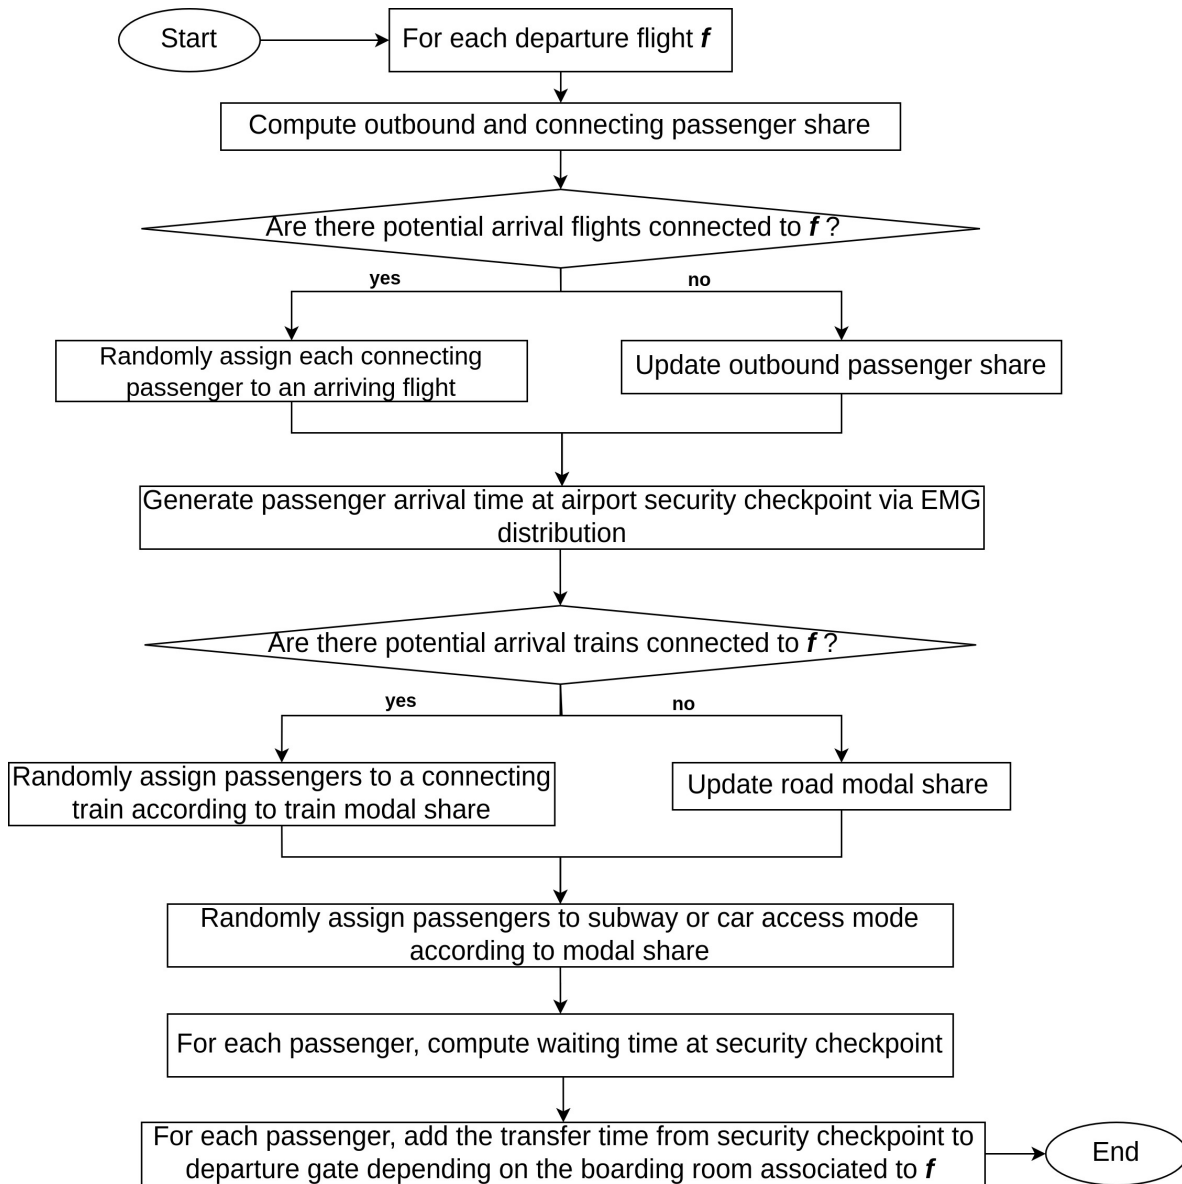 Start
For each departure flight f
Compute outbound and connecting passenger share
Are there potential arrival flights connected to f ?
yes
no
Randomly assign each connecting
passenger to an arriving flight
Update outbound passenger share
Generate passenger arrival time at airport security checkpoint via EMG
distribution
Are there potential arrival trains connected to f ?
yes
no
Randomly assign passengers to a connecting
train according to train modal share
Update road modal share
Randomly assign passengers to subway or car access mode
according to modal share
For each passenger, compute waiting time at security checkpoint
For each passenger, add the transfer time from security checkpoint to
departure gate depending on the boarding room associated to f
End